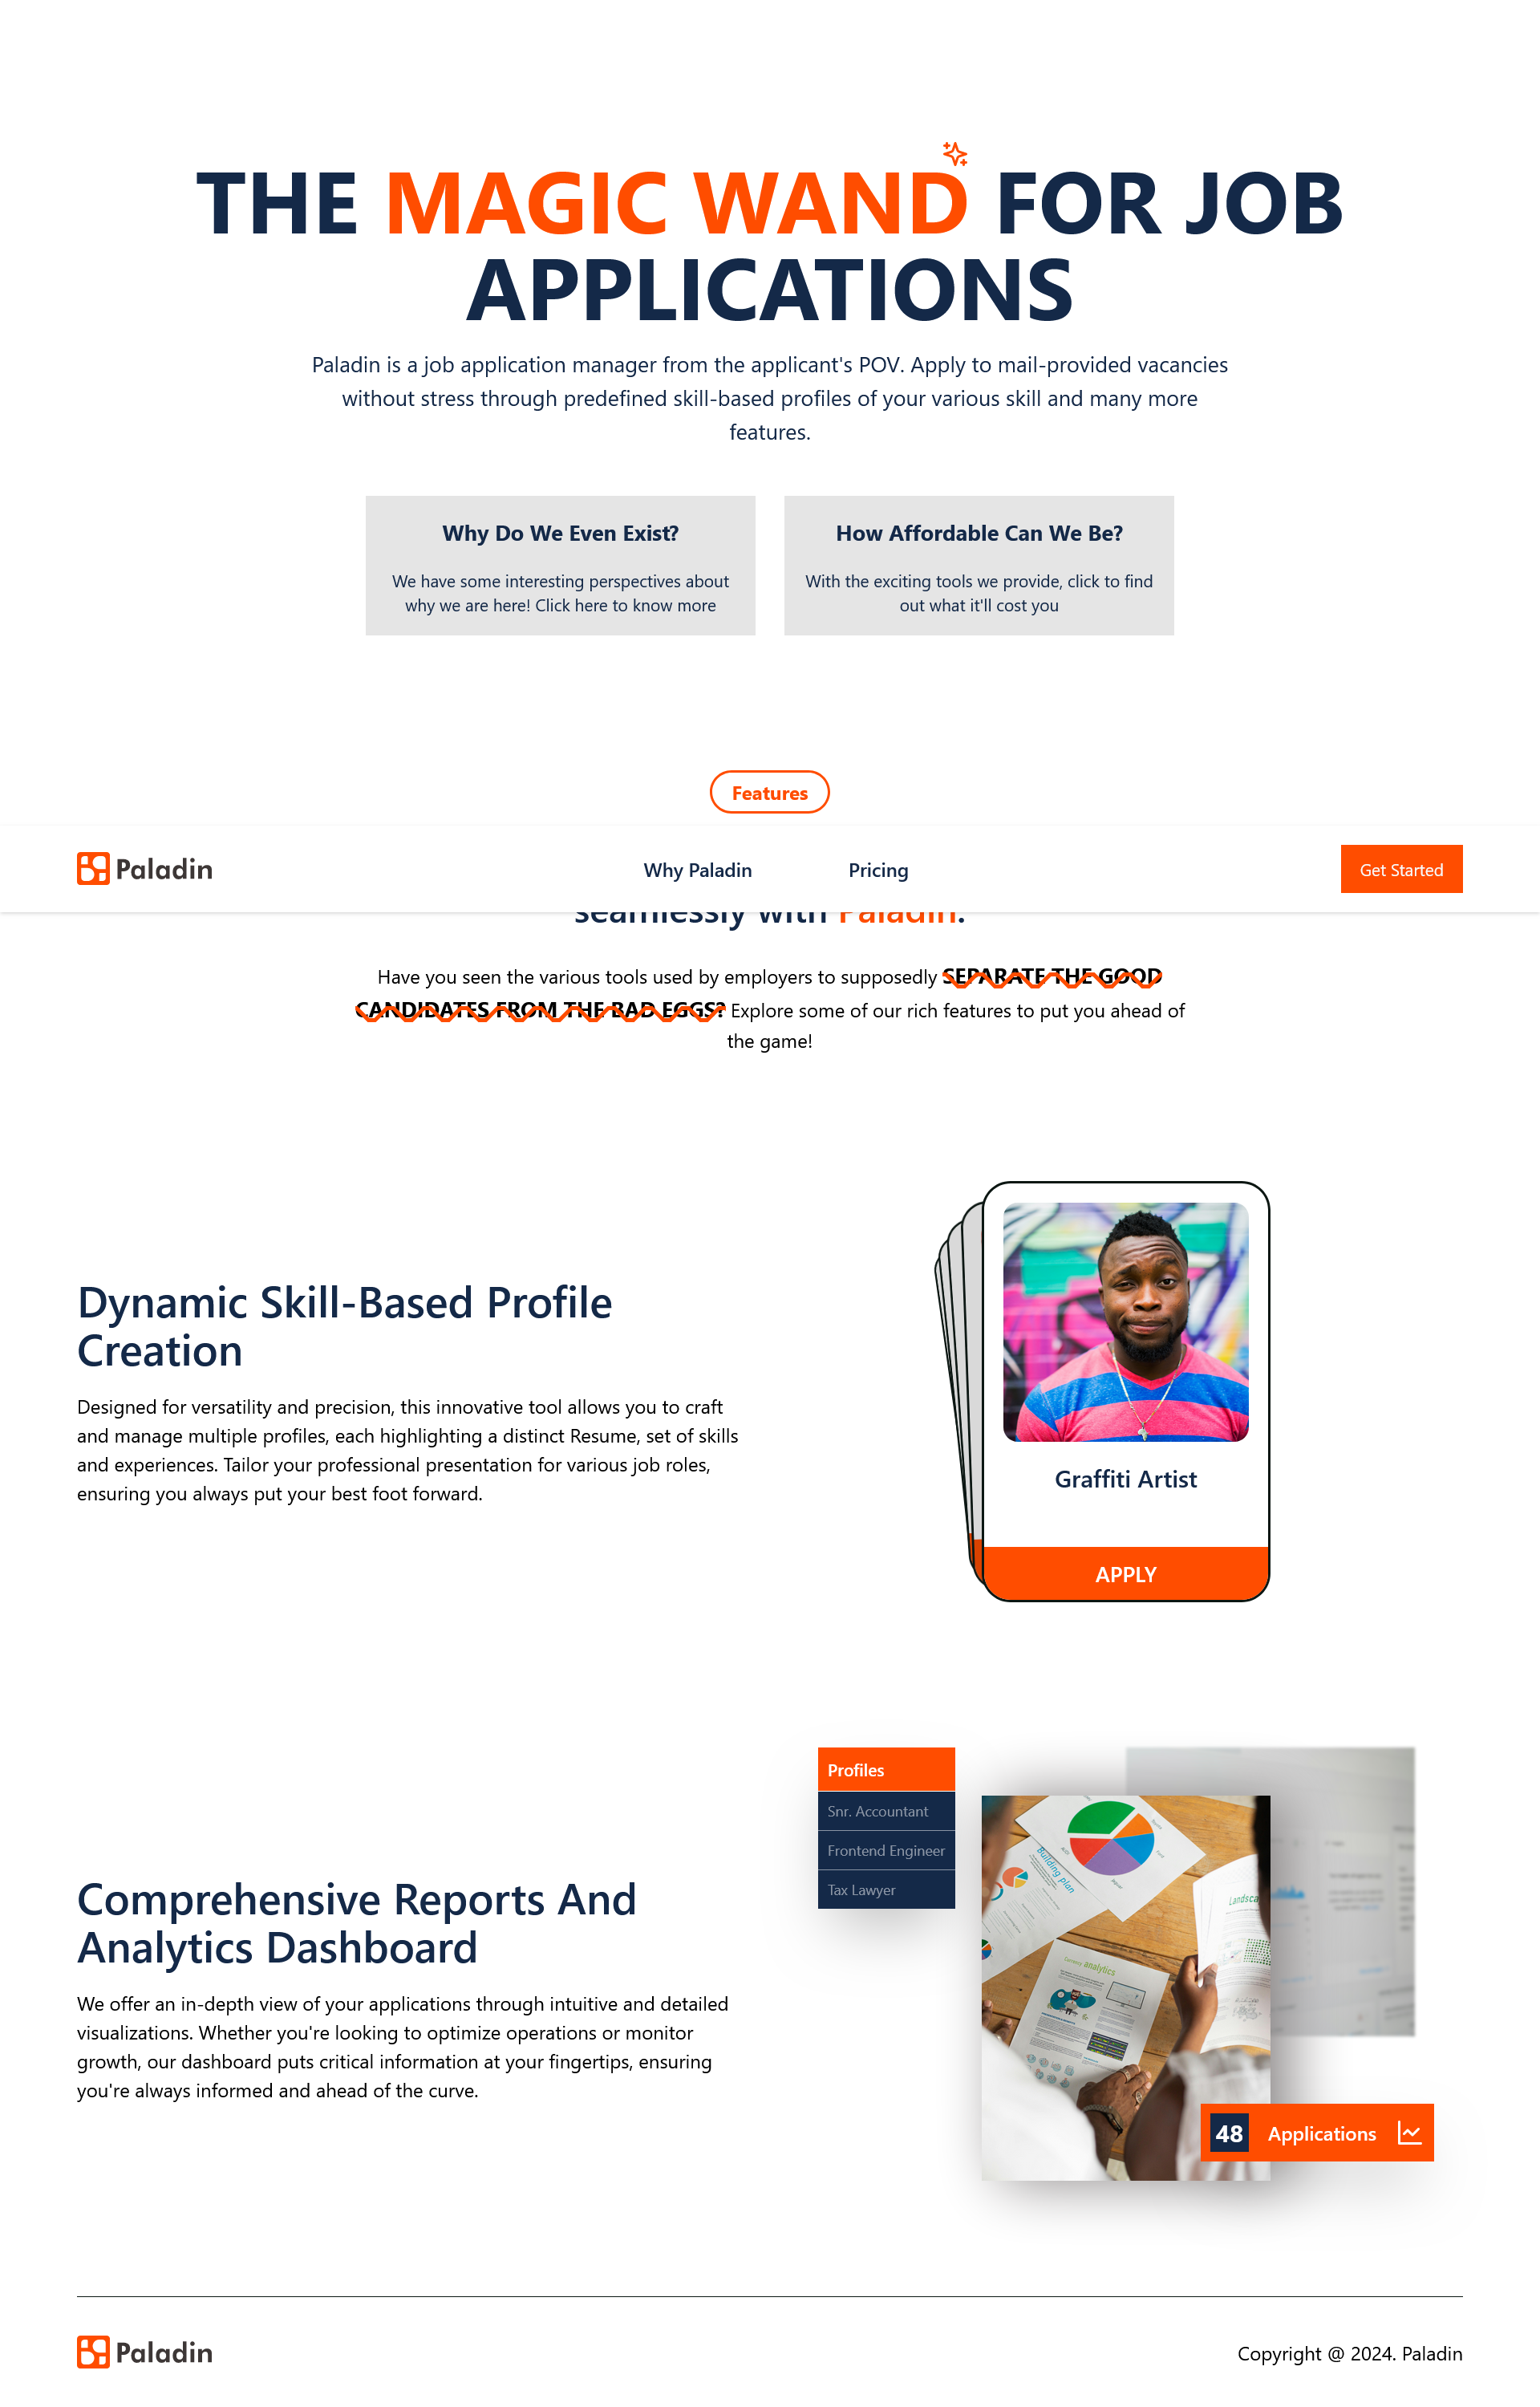 THE MAGIC WAND FOR JOB
APPLICATIONS
Paladin is a job application manager from the applicant's POV. Apply to mail-provided vacancies
without stress through predefined skill-based profiles of your various skill and many more
features.
Why Do We Even Exist?
We have some interesting perspectives about
why we are here! Click here to know more
How Affordable Can We Be?
With the exciting tools we provide, click to find
out what it'll cost you
Features
Paladin
Why Paladin
Pricing
Get Started
seamlessly with Paladin.
Have you seen the various tools used by employers to supposedly SEPARATE THE GOOD
CANDIDATES FROM THE BAD EGGS? Explore some of our rich features to put you ahead of
the game!
Dynamic Skill-Based Profile
Creation
Designed for versatility and precision, this innovative tool allows you to craft
and manage multiple profiles, each highlighting a distinct Resume, set of skills
and experiences. Tailor your professional presentation for various job roles,
ensuring you always put your best foot forward.
Graffiti Artist
APPLY
Comprehensive Reports And
Analytics Dashboard
We offer an in-depth view of your applications through intuitive and detailed
visualizations. Whether you're looking to optimize operations or monitor
growth, our dashboard puts critical information at your fingertips, ensuring
you're always informed and ahead of the curve.
Profiles
Snr. Accountant
Frontend Engineer
Tax Lawyer
Building plan
analytics
48 Applications
Paladin
Copyright @ 2024. Paladin